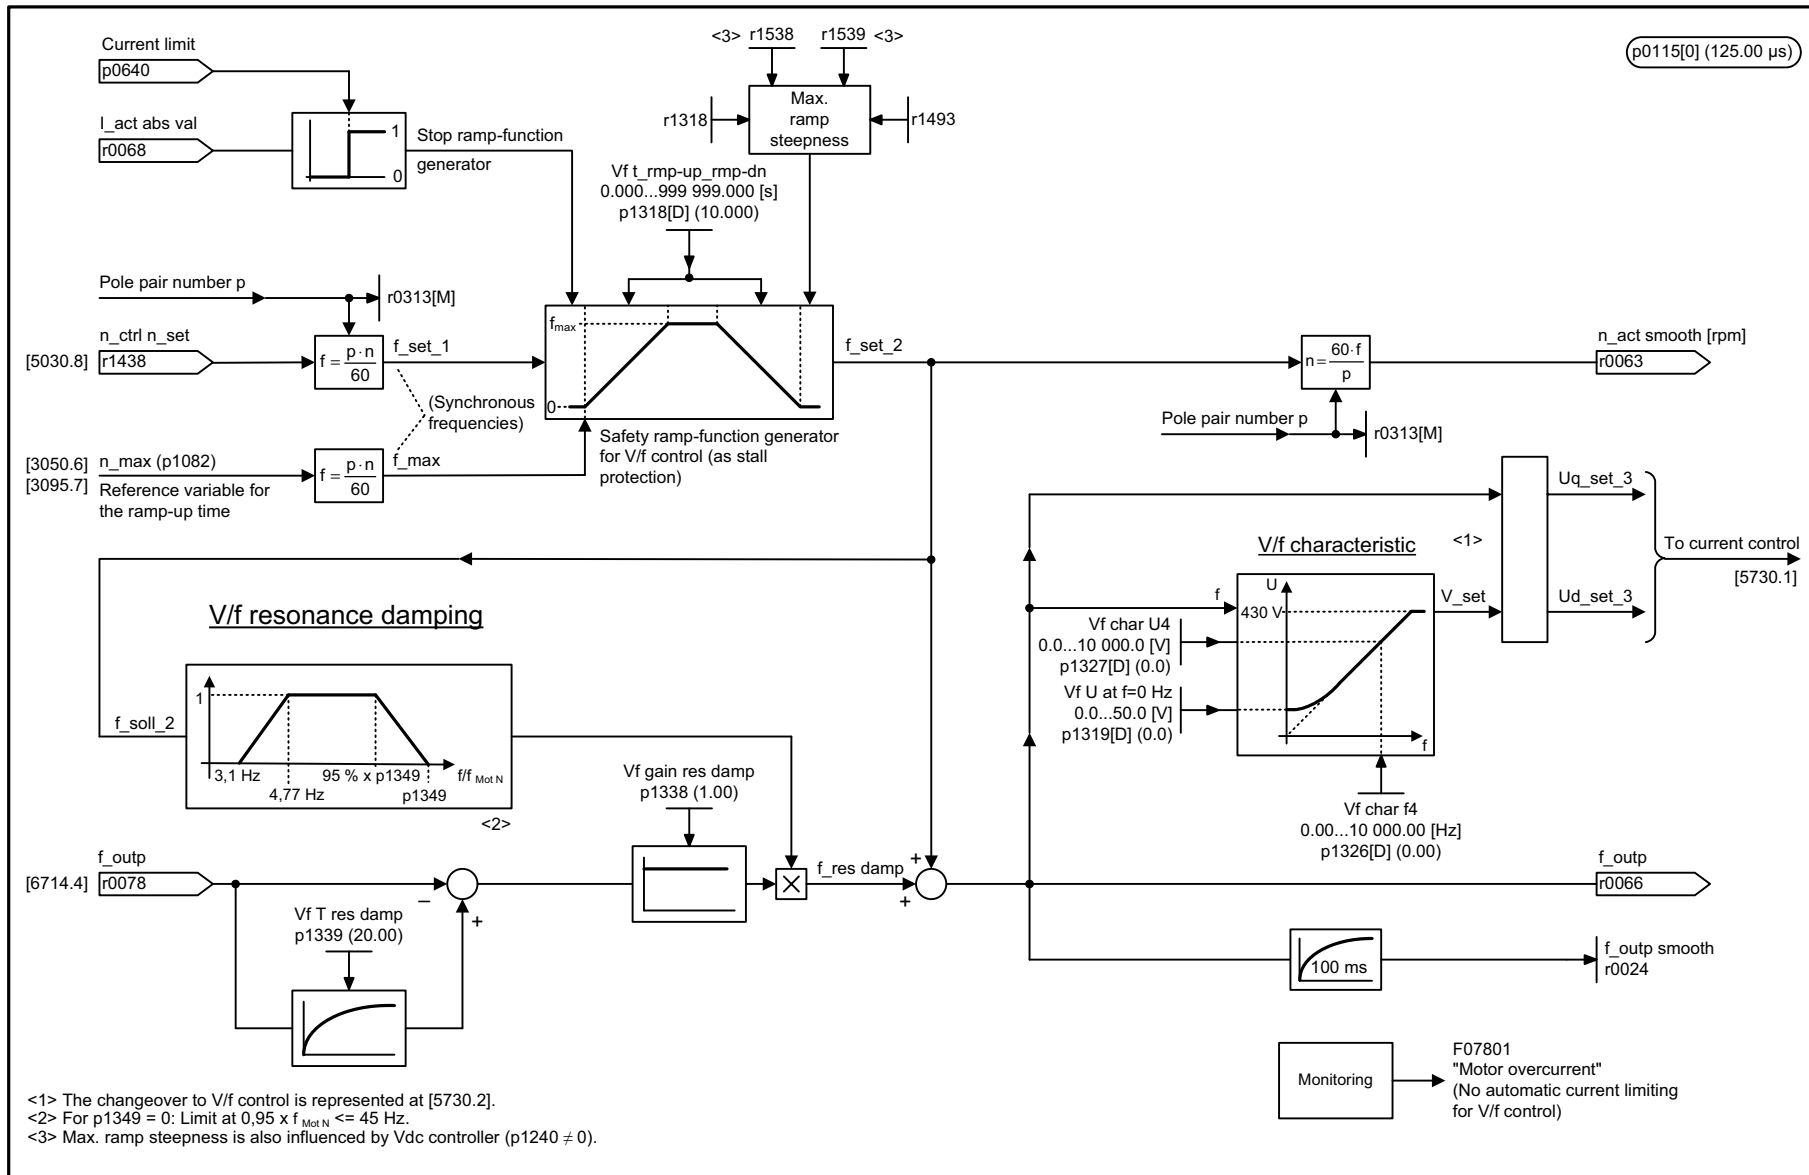 Current limit
p0640
I_act abs val
r0068
1
0
Stop ramp-function
generator
<3> r1538
r1539 <3>
Max.
ramp
steepness
r1318
r1493
p0115[0] (125.00 µs)
Vf t_rmp-up_rmp-dn
0.000...999 999.000 [s]
p1318[D] (10.000)
Pole pair number p
r0313[M]
n_ctrl n_set
[5030.8] r1438
f = p · n
60
f_set_1
(Synchronous
frequencies)
[3050.6] n_max (p1082)
[3095.7]
Reference variable for
the ramp-up time
f = p · n
60
f_max
fmax
0
Safety ramp-function generator
for V/f control (as stall
protection)
f_set_2
n = 60·f
p
n_act smooth [rpm]
r0063
Pole pair number p
r0313[M]
V/f resonance damping
f_soll_2
1
3,1 Hz
4,77 Hz
95 % x p1349
p1349
f/f Mot N
<2>
f_outp
[6714.4] r0078
–
+
Vf T res damp
p1339 (20.00)
Vf gain res damp
p1338 (1.00)
X
f_res damp
+
+
V/f characteristic
f
U
430 V
f
Vf char U4
0.0...10 000.0 [V]
p1327[D] (0.0)
Vf U at f=0 Hz
0.0...50.0 [V]
p1319[D] (0.0)
Vf char f4
0.00...10 000.00 [Hz]
p1326[D] (0.00)
V_set
<1>
Uq_set_3
Ud_set_3
To current control
[5730.1]
f_outp
r0066
100 ms
f_outp smooth
r0024
Monitoring
F07801
"Motor overcurrent"
(No automatic current limiting
for V/f control)
<1> The changeover to V/f control is represented at [5730.2].
<2> For p1349 = 0: Limit at 0,95 x f Mot N <= 45 Hz.
<3> Max. ramp steepness is also influenced by Vdc controller (p1240 ≠ 0).